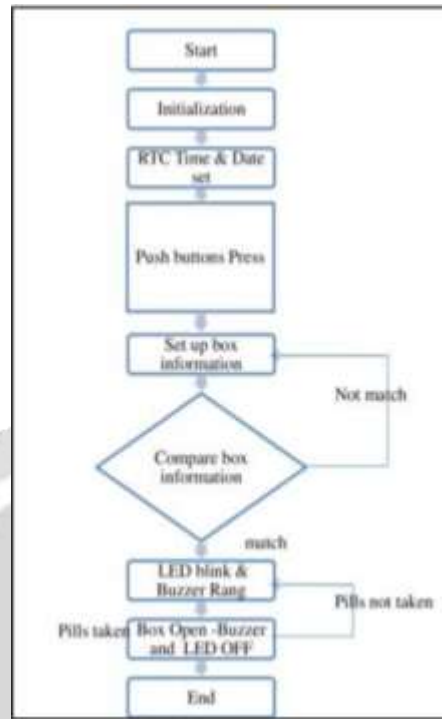 Start
Initialization
RTC Time & Date
set
Push buttons Press
Set up box
information
Not match
Compare box
information
match
LED blink &
Buzzer Rang
Pills not taken
Pills taken
Box Open -Buzzer
and LED OFF
End